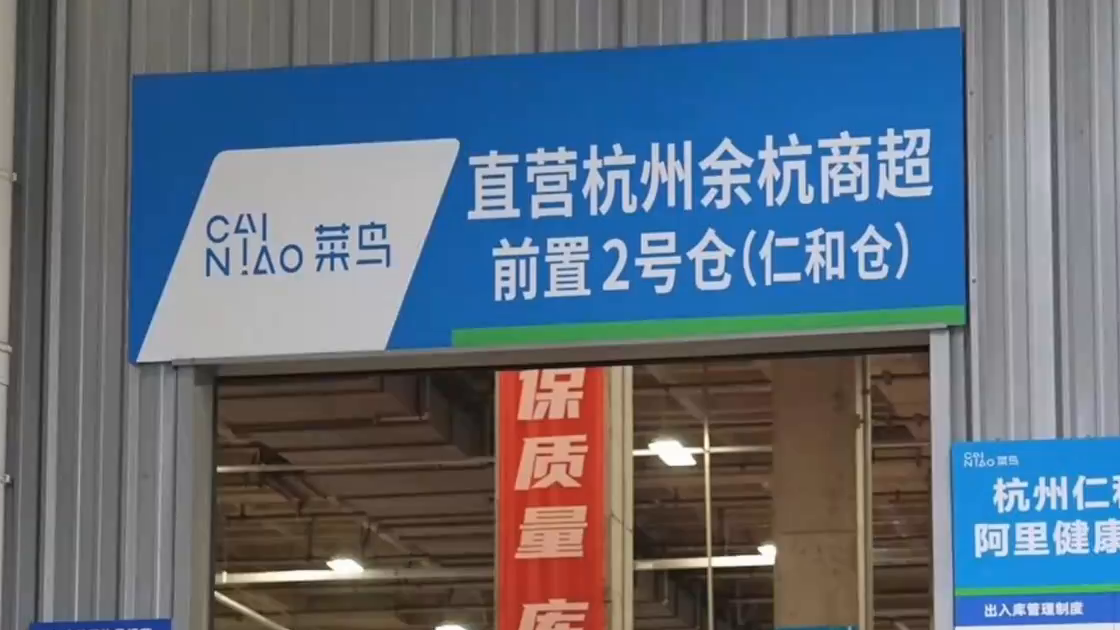 CAI
NIAO 菜鸟
直营杭州余杭商超
前置2号仓(仁和仓)
保质量
CAI
NIAO 菜鸟
杭州仁和
阿里健康
出入库管理制度